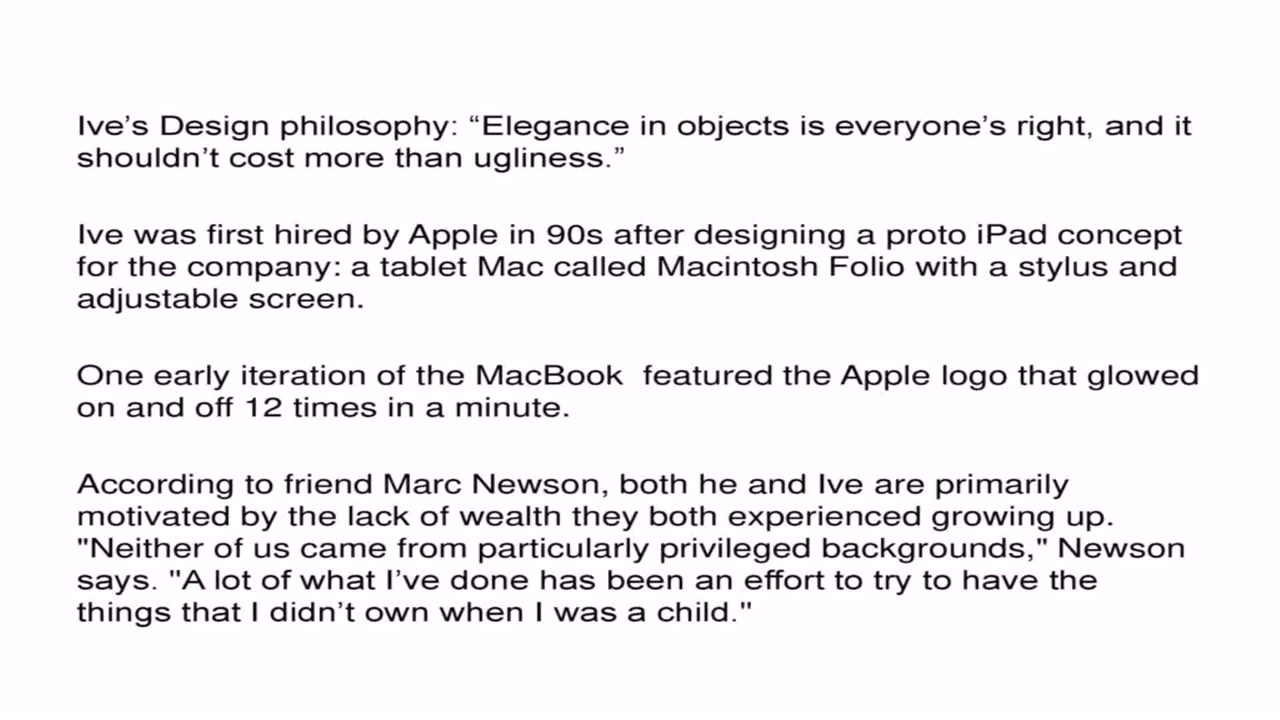 Ive’s Design philosophy: “Elegance in objects is everyone’s right, and it
shouldn’t cost more than ugliness.”
Ive was first hired by Apple in 90s after designing a proto iPad concept
for the company: a tablet Mac called Macintosh Folio with a stylus and
adjustable screen.
One early iteration of the MacBook  featured the Apple logo that glowed
on and off 12 times in a minute.
According to friend Marc Newson, both he and Ive are primarily
motivated by the lack of wealth they both experienced growing up.
"Neither of us came from particularly privileged backgrounds," Newson
says. "A lot of what I’ve done has been an effort to try to have the
things that I didn’t own when I was a child."